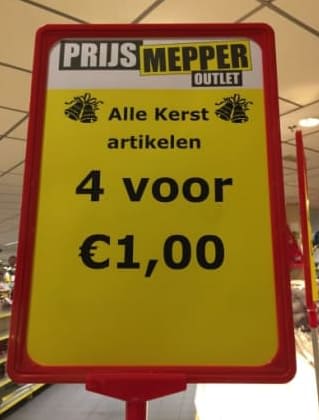 PRIJS MEPPER
OUTLET
Alle Kerst
artikelen
4 voor
€1,00